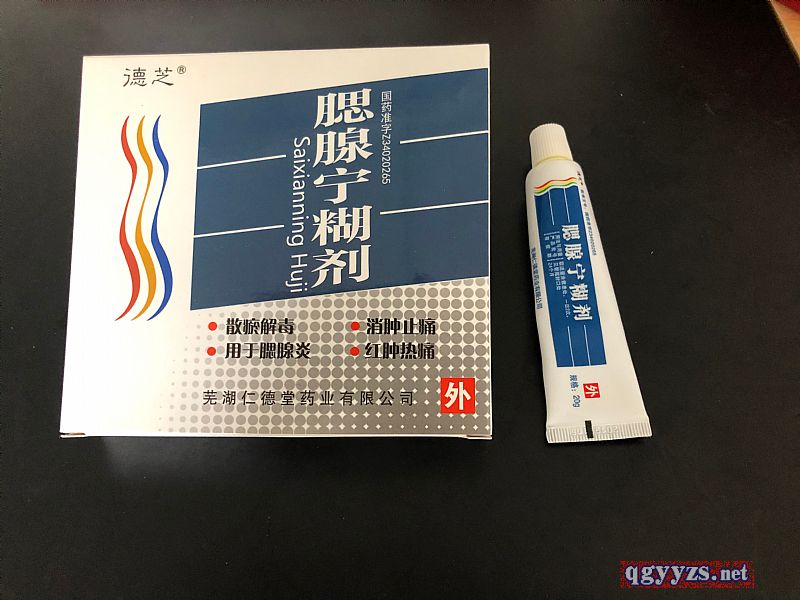 德芝®
国药准字Z34020265
腮腺宁糊剂
Saixianning Huji
散瘀解毒
消肿止痛
用于腮腺炎
红肿热痛
芜湖仁德堂药业有限公司
外
腮腺宁糊剂
外
规格：20g
qgyyzs.net